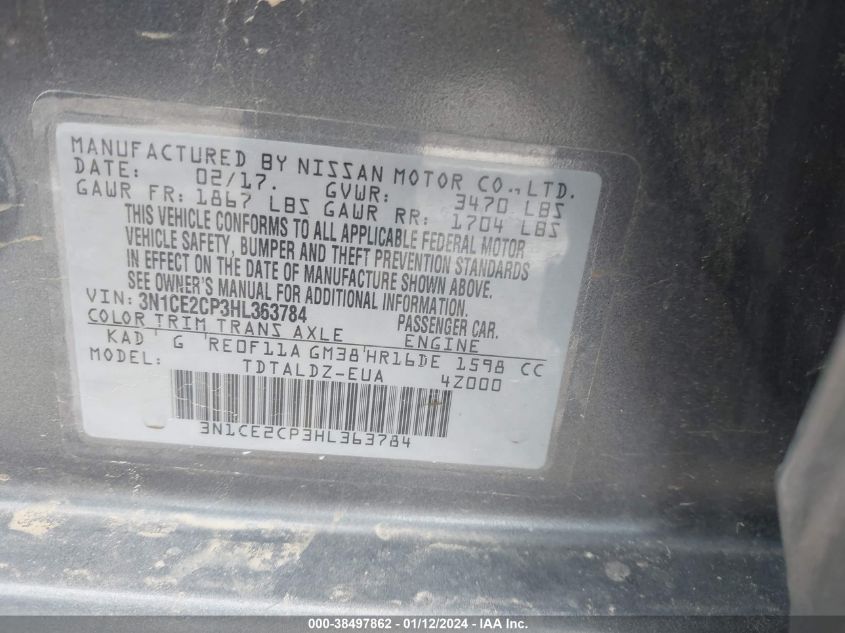 MANUFACTURED BY NISSAN MOTOR CO., LTD.
DATE: 02/17. GVWR: 3470 LBS
GAWR FR: 1867 LBS GAWR RR: 1704 LBS
THIS VEHICLE CONFORMS TO ALL APPLICABLE FEDERAL MOTOR
VEHICLE SAFETY, BUMPER AND THEFT PREVENTION STANDARDS
IN EFFECT ON THE DATE OF MANUFACTURE SHOWN ABOVE.
SEE OWNER'S MANUAL FOR ADDITIONAL INFORMATION.
VIN: 3N1CE2CP3HL363784 PASSENGER CAR.
COLOR TRIM TRANS AXLE ENGINE
KAD G RE0F11A GM38 HR16DE 1598 CC
MODEL: TDTALDZ-EUA 4Z000
3N1CE2CP3HL363784
000-38497862 - 01/12/2024 - IAA Inc.